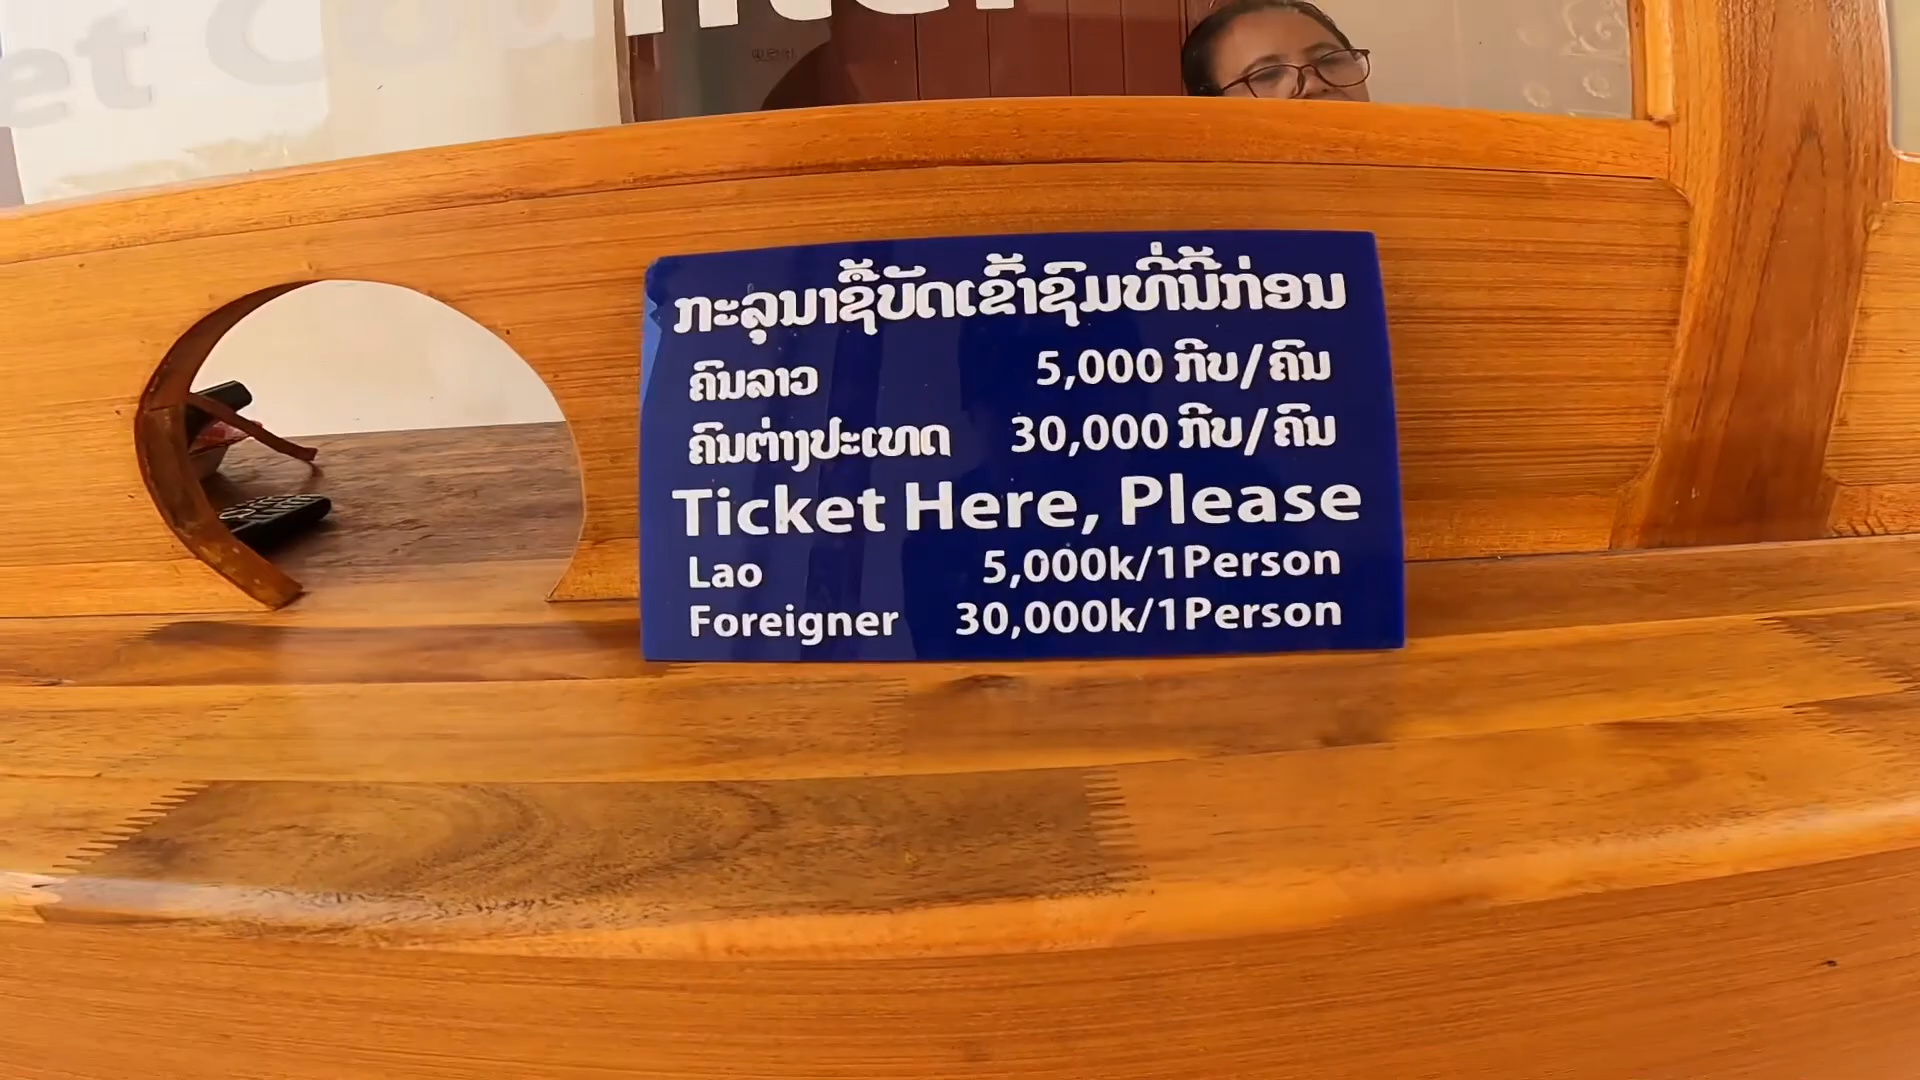 et Counter
ກະລຸນາຊື້ບັດເຂົ້າຊົມທີ່ນີ້ກ່ອນ
ຄົນລາວ 5,000 ກີບ/ຄົນ
ຄົນຕ່າງປະເທດ 30,000 ກີບ/ຄົນ
Ticket Here, Please
Lao 5,000k/1Person
Foreigner 30,000k/1Person